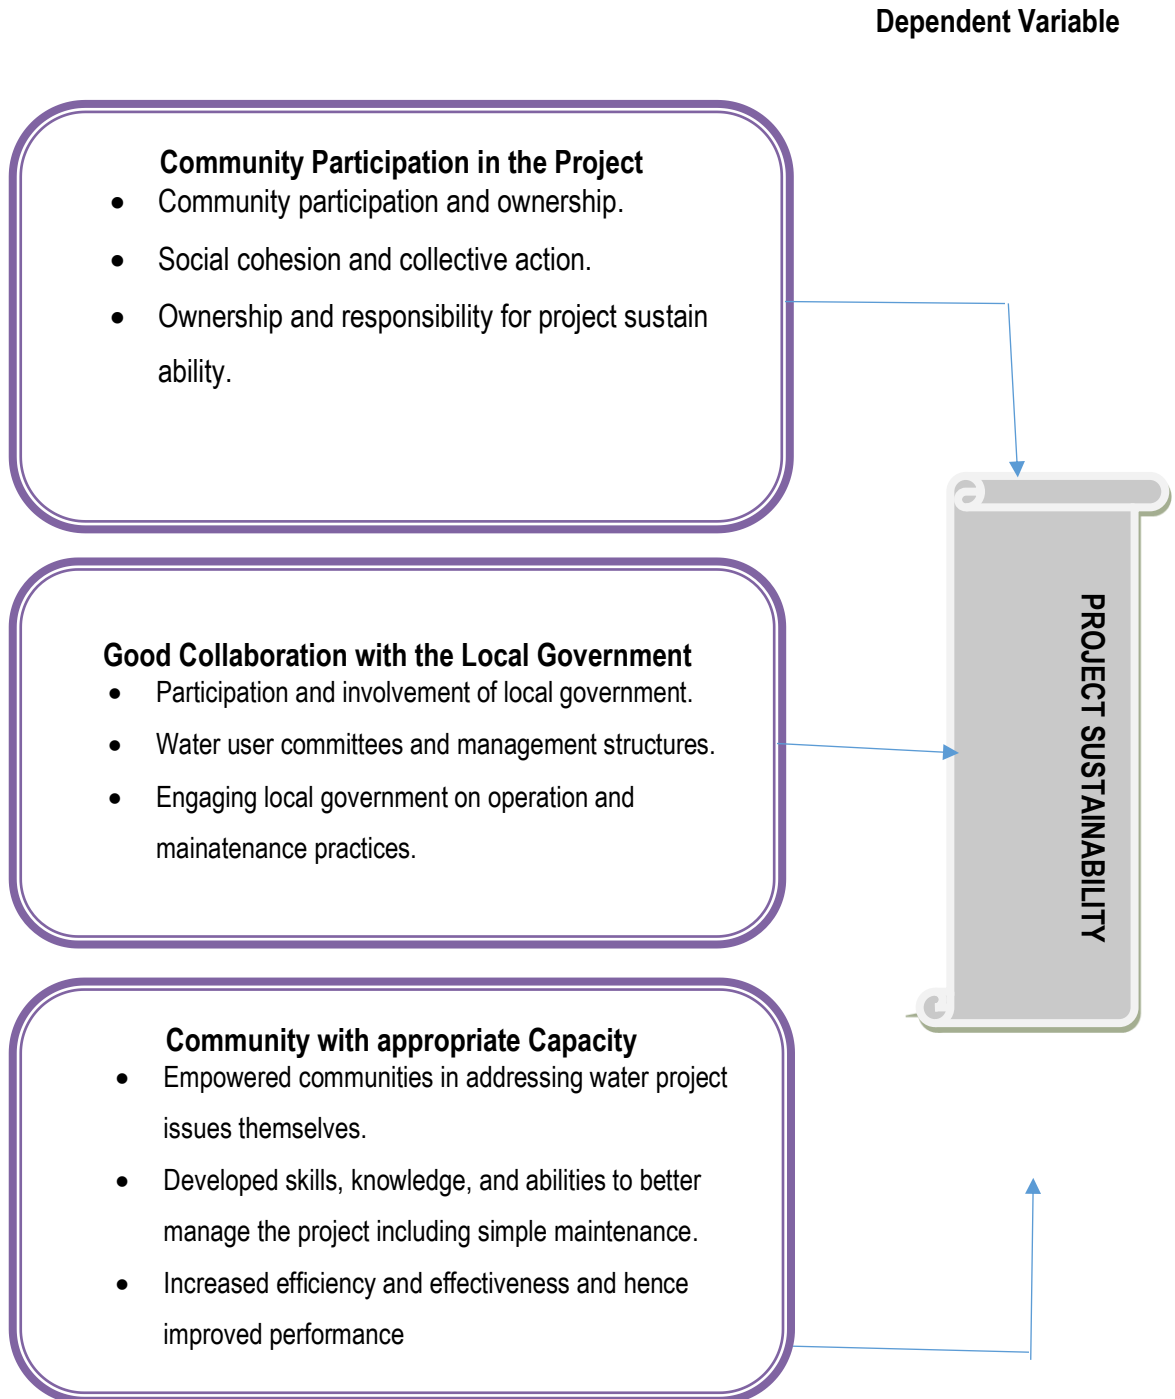 Dependent Variable
Community Participation in the Project
• Community participation and ownership.
• Social cohesion and collective action.
• Ownership and responsibility for project sustain
ability.
Good Collaboration with the Local Government
• Participation and involvement of local government.
• Water user committees and management structures.
• Engaging local government on operation and
mainatenance practices.
Community with appropriate Capacity
• Empowered communities in addressing water project
issues themselves.
• Developed skills, knowledge, and abilities to better
manage the project including simple maintenance.
• Increased efficiency and effectiveness and hence
improved performance
PROJECT SUSTAINABILITY